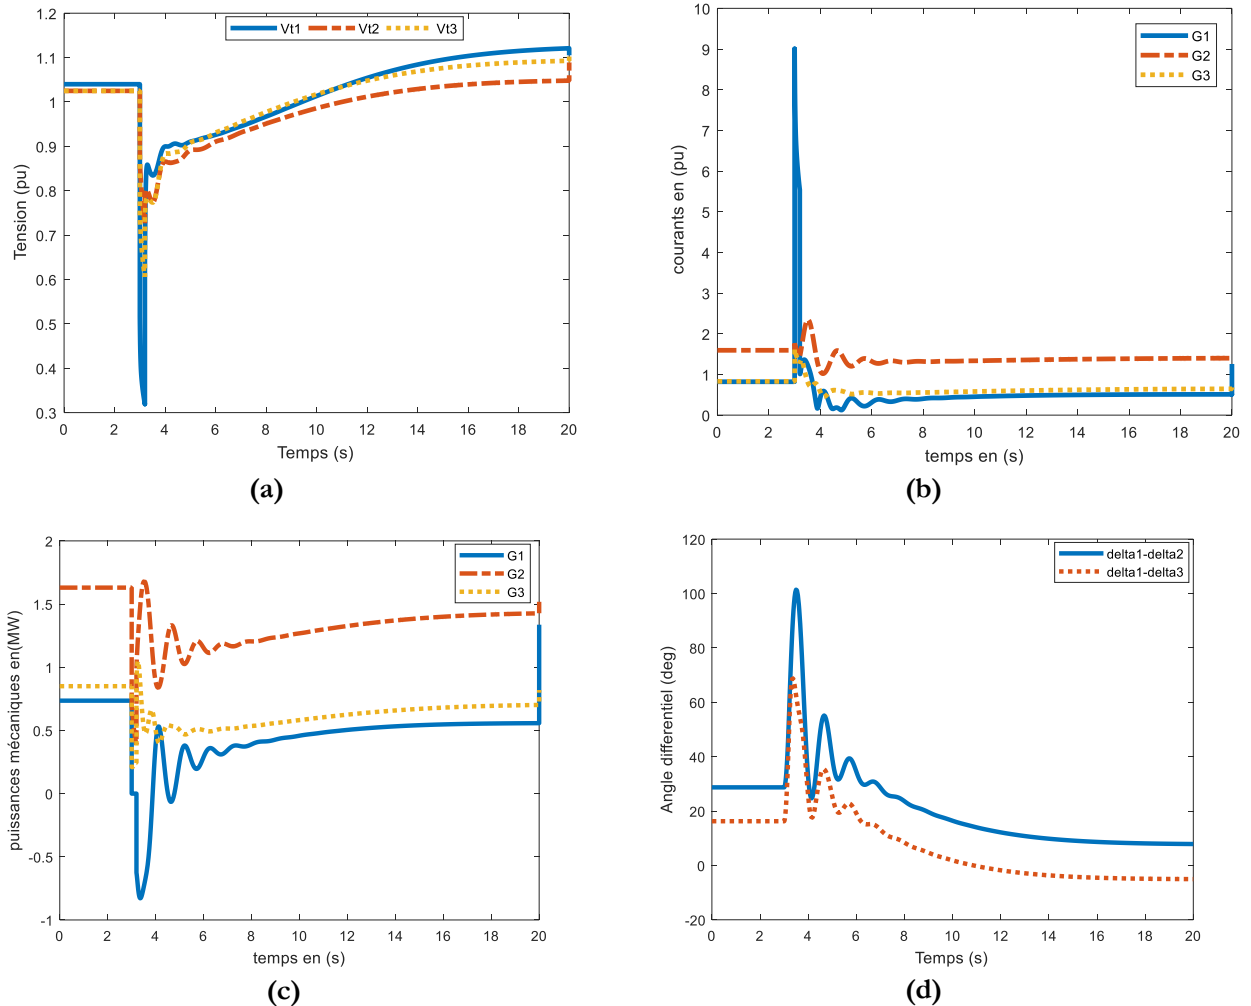 Vt1 Vt2 Vt3
1.2
1.1
1
0.9
0.8
0.7
0.6
0.5
0.4
0.3
Tension (pu)
0 2 4 6 8 10 12 14 16 18 20
Temps (s)
(a)
G1
G2
G3
10
9
8
7
6
5
4
3
2
1
0
courants en (pu)
0 2 4 6 8 10 12 14 16 18 20
temps en (s)
(b)
G1
G2
G3
2
1.5
1
0.5
0
-0.5
-1
puissances mécaniques en(MW)
0 2 4 6 8 10 12 14 16 18 20
temps en (s)
(c)
delta1-delta2
delta1-delta3
120
100
80
60
40
20
0
-20
Angle differentiel (deg)
0 2 4 6 8 10 12 14 16 18 20
Temps (s)
(d)